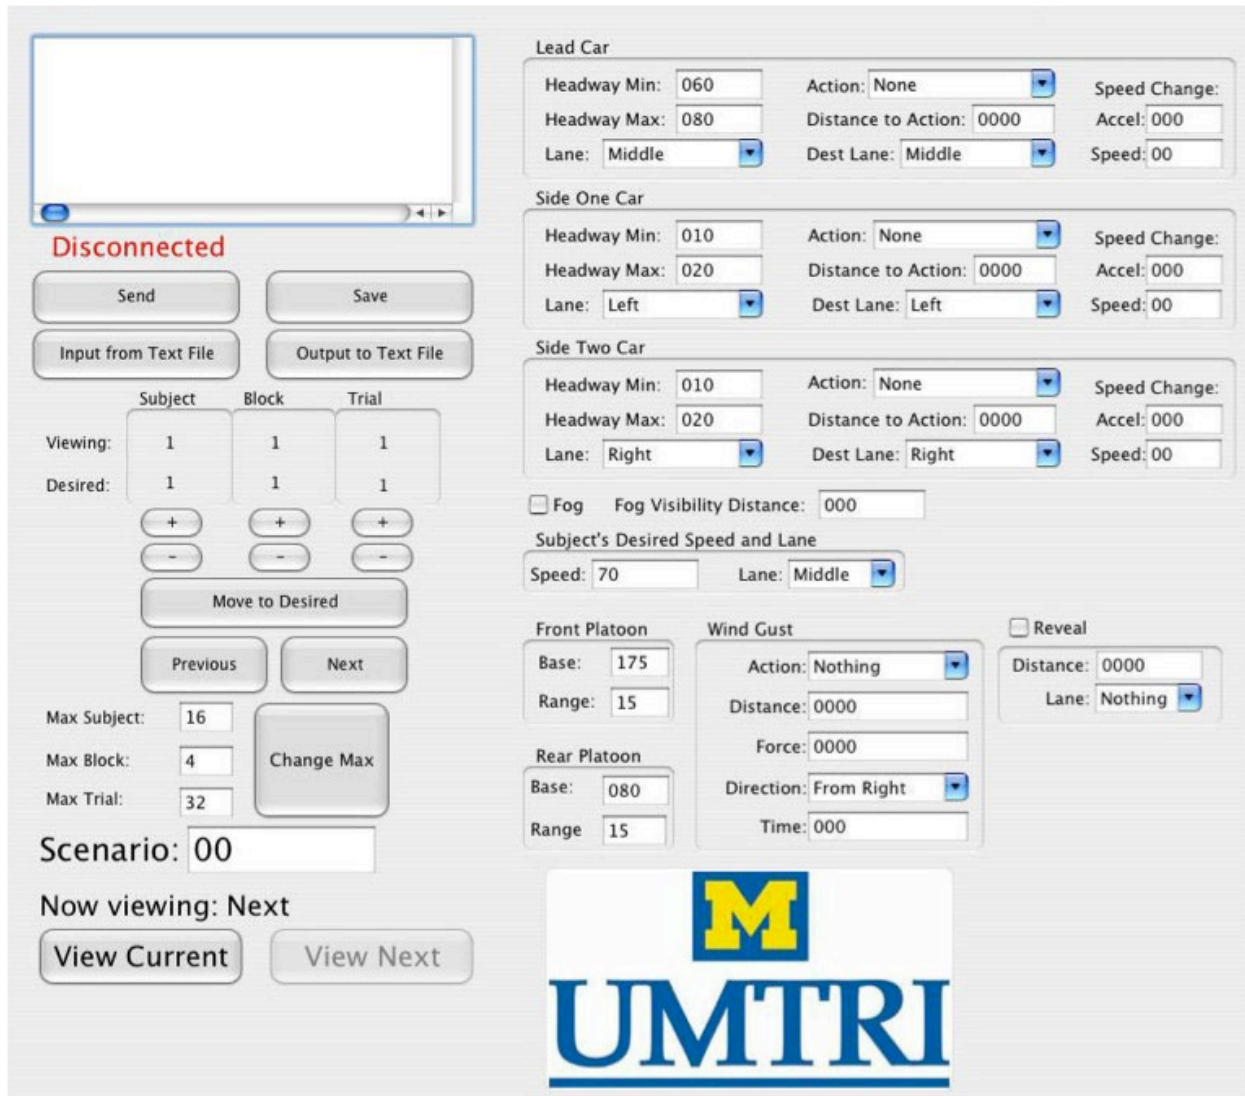 Disconnected
Send Save
Input from Text File Output to Text File
Subject Block Trial
Viewing: 1 1 1
Desired: 1 1 1
+ + +
- - -
Move to Desired
Previous Next
Max Subject: 16
Max Block: 4
Max Trial: 32
Change Max
Scenario: 00
Now viewing: Next
View Current View Next
Lead Car
Headway Min: 060 Action: None Speed Change:
Headway Max: 080 Distance to Action: 0000 Accel: 000
Lane: Middle Dest Lane: Middle Speed: 00
Side One Car
Headway Min: 010 Action: None Speed Change:
Headway Max: 020 Distance to Action: 0000 Accel: 000
Lane: Left Dest Lane: Left Speed: 00
Side Two Car
Headway Min: 010 Action: None Speed Change:
Headway Max: 020 Distance to Action: 0000 Accel: 000
Lane: Right Dest Lane: Right Speed: 00
Fog Fog Visibility Distance: 000
Subject's Desired Speed and Lane
Speed: 70 Lane: Middle
Front Platoon
Base: 175
Range: 15
Rear Platoon
Base: 080
Range 15
Wind Gust
Action: Nothing
Distance: 0000
Force: 0000
Direction: From Right
Time: 000
Reveal
Distance: 0000
Lane: Nothing
M
UMTRI